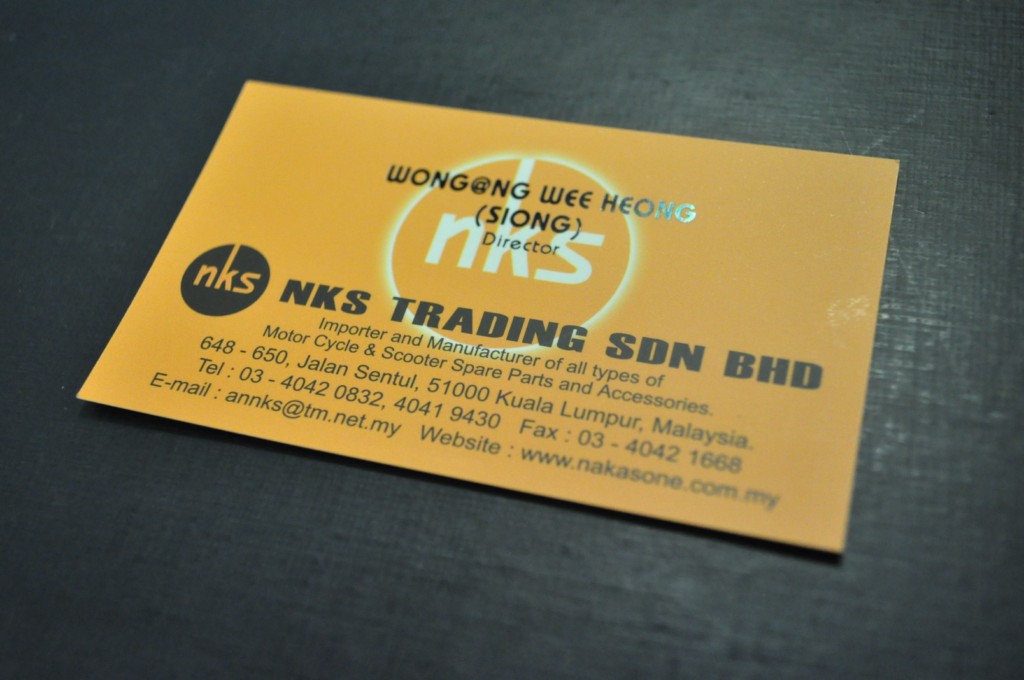 WONG@NG WEE HEONG
(SIONG)
Director
nks
nks
NKS TRADING SDN BHD
Importer and Manufacturer of all types of
Motor Cycle & Scooter Spare Parts and Accessories.
648 - 650, Jalan Sentul, 51000 Kuala Lumpur, Malaysia.
Tel : 03 - 4042 0832, 4041 9430 Fax : 03 - 4042 1668
E-mail : annks@tm.net.my Website : www.nakasone.com.my